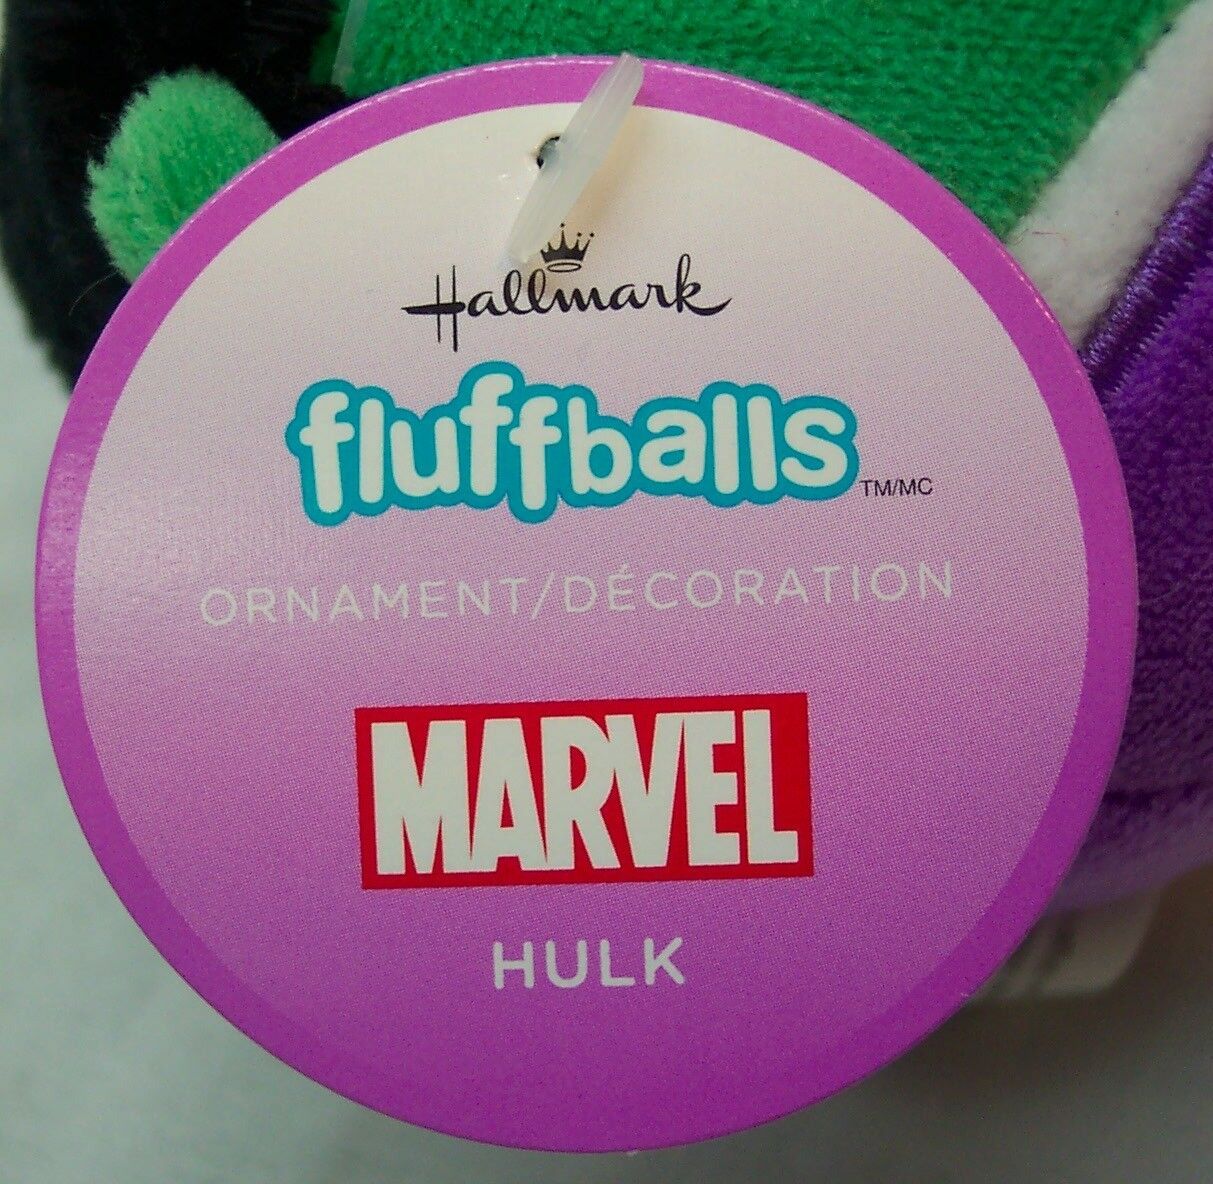 Hallmark
fluffballs TM/MC
ORNAMENT/DÉCORATION
MARVEL
HULK